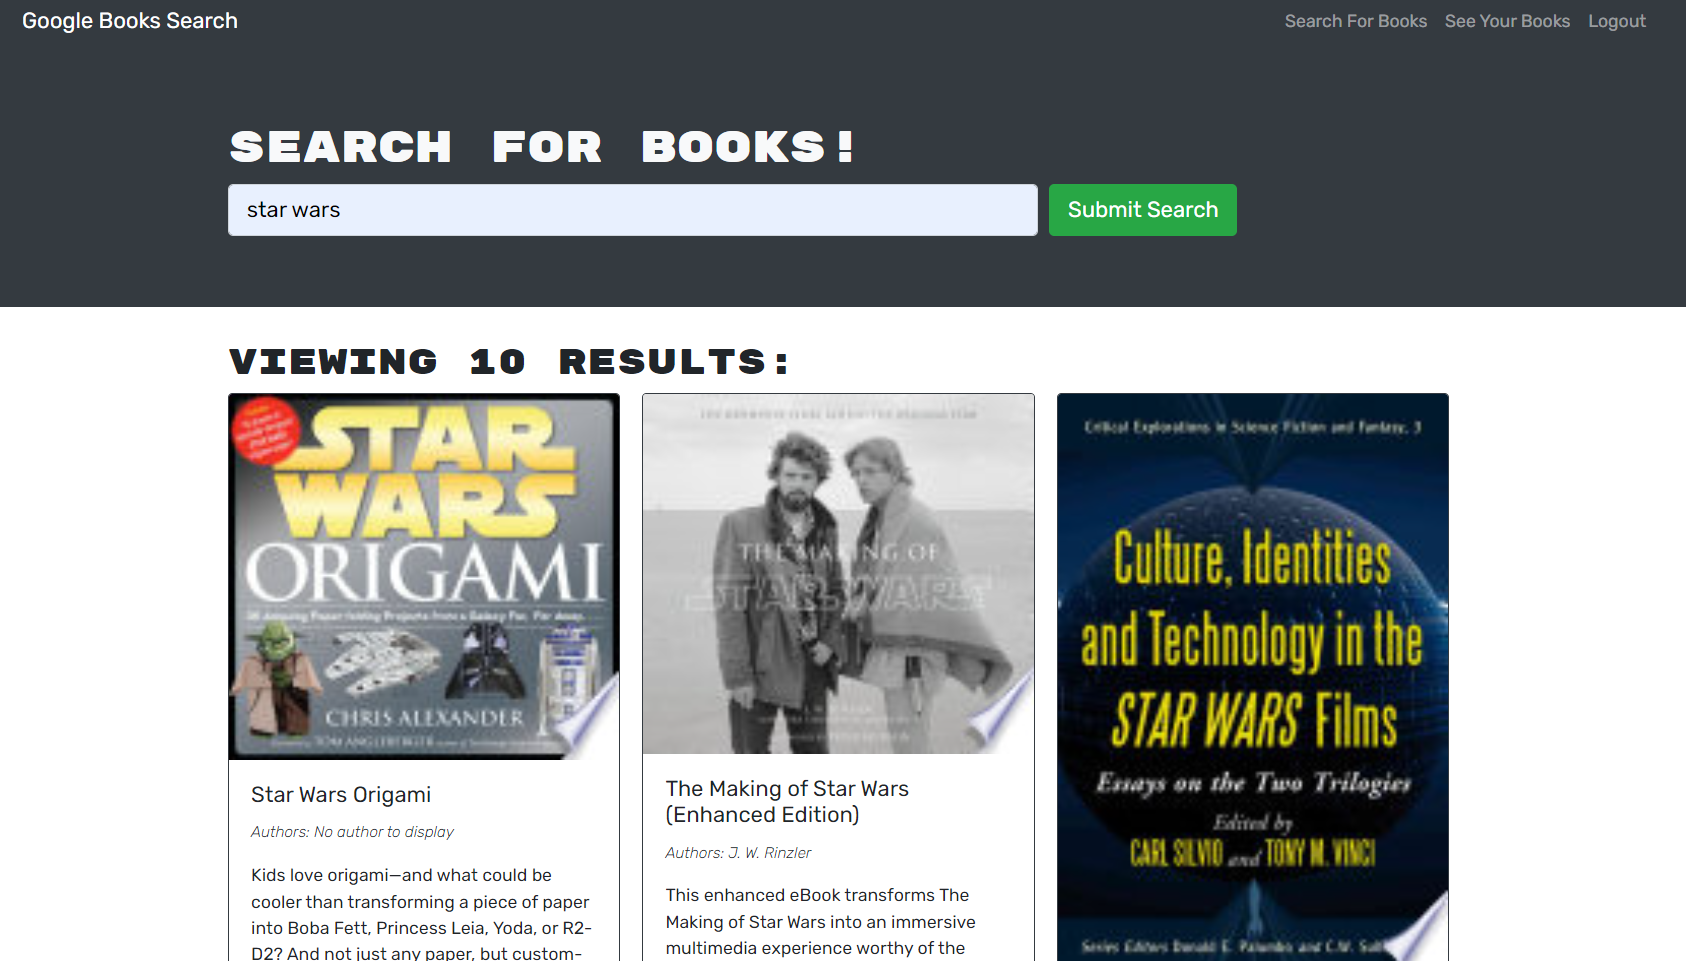 Google Books Search
Search For Books See Your Books Logout
SEARCH FOR BOOKS!
star wars
Submit Search
VIEWING 10 RESULTS:
STAR
WARS
ORIGAMI
CHRIS ALEXANDER
TOM ANGLEBERGER
Star Wars Origami
Authors: No author to display
Kids love origami—and what could be
cooler than transforming a piece of paper
into Boba Fett, Princess Leia, Yoda, or R2-
D2? And not just any paper, but custom-
THE MAKING OF
STAR WARS
The Making of Star Wars
(Enhanced Edition)
Authors: J. W. Rinzler
This enhanced eBook transforms The
Making of Star Wars into an immersive
multimedia experience worthy of the
Critical Explorations in Science Fiction and Fantasy, 3
Culture, Identities
and Technology in the
STAR WARS Films
Essays on the Two Trilogies
Edited by
CARL SILVIO and TONY M. VINCI
Series Editors Donald E. Palumbo and C.W.